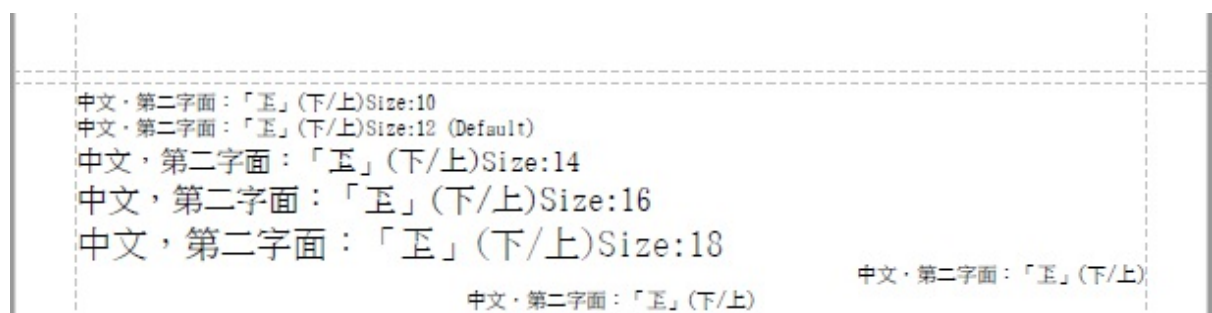 中文，第二字面：「」(下/上)Size:10
中文，第二字面：「」(下/上)Size:12 (Default)
中文，第二字面：「」(下/上)Size:14
中文，第二字面：「」(下/上)Size:16
中文，第二字面：「」(下/上)Size:18
中文，第二字面：「」(下/上)
中文，第二字面：「」(下/上)